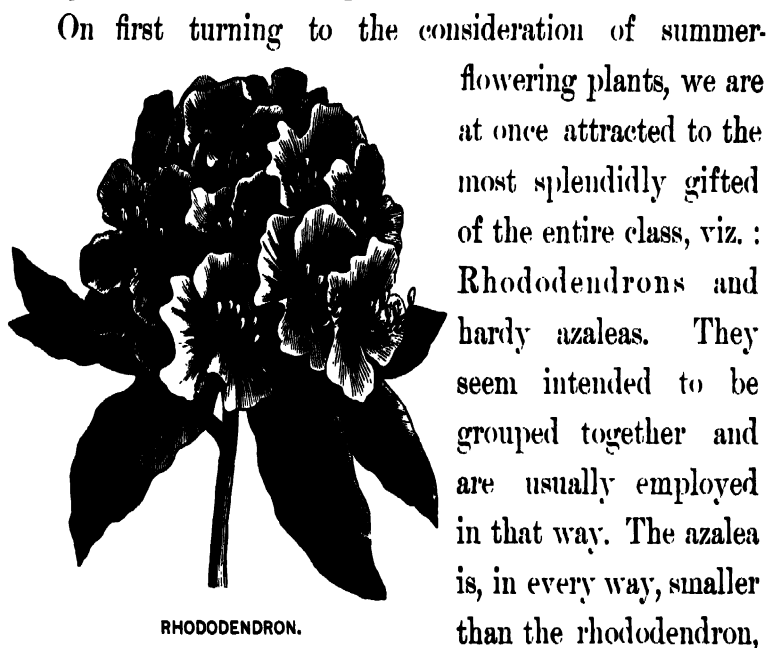 On first turning to the consideration of summer-
flowering plants, we are
at once attracted to the
most splendidly gifted
of the entire class, viz. :
Rhododendrons and
hardy azaleas. They
seem intended to be
grouped together and
are usually employed
in that way. The azalea
is, in every way, smaller
than the rhododendron,
RHODODENDRON.